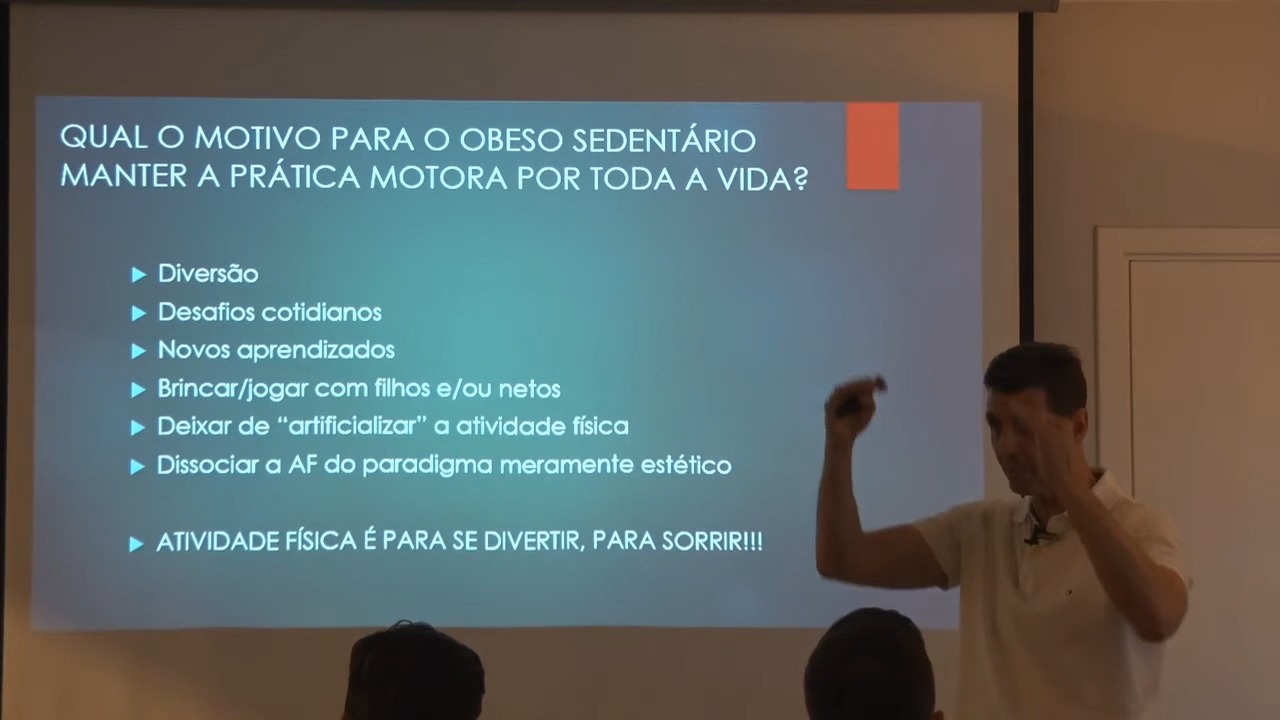 QUAL O MOTIVO PARA O OBESO SEDENTÁRIO
MANTER A PRÁTICA MOTORA POR TODA A VIDA?
Diversão
Desafios cotidianos
Novos aprendizados
Brincar/jogar com filhos e/ou netos
Deixar de “artificializar” a atividade física
Dissociar a AF do paradigma meramente estético
ATIVIDADE FÍSICA É PARA SE DIVERTIR, PARA SORRIR!!!